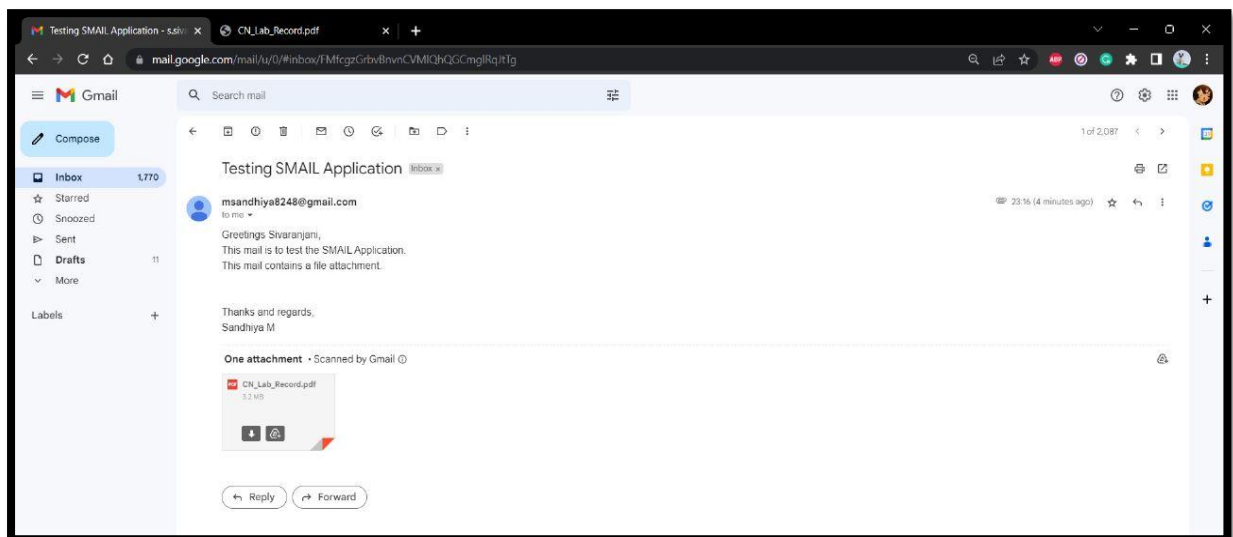 Testing SMAIL Application - s.siv
CN_Lab_Record.pdf
mail.google.com/mail/u/0/#inbox/FMfcgzGrbvBnvnCVMlQhQGCmglRqJtTg
ABP
Gmail
Search mail
Compose
1 of 2,087
Testing SMAIL Application Inbox x
Inbox 1,770
Starred
Snoozed
Sent
Drafts 11
More
Labels +
msandhiya8248@gmail.com
23:16 (4 minutes ago)
to me
Greetings Sivaranjani,
This mail is to test the SMAIL Application.
This mail contains a file attachment.
Thanks and regards,
Sandhiya M
One attachment • Scanned by Gmail
PDF CN_Lab_Record.pdf
3.2 MB
Reply
Forward